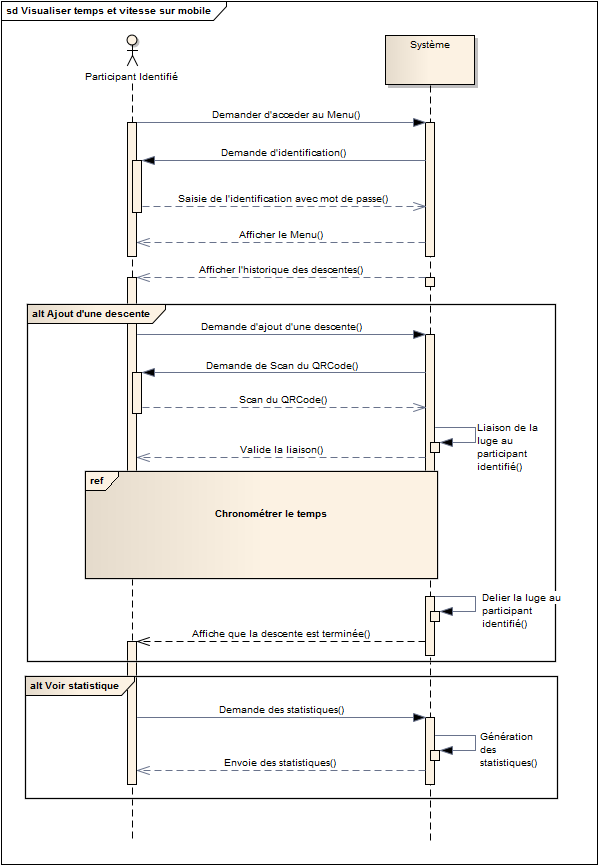 sd Visualiser temps et vitesse sur mobile
Système
Participant Identifié
Demander d'acceder au Menu()
Demande d'identification()
Saisie de l'identification avec mot de passe()
Afficher le Menu()
Afficher l'historique des descentes()
alt Ajout d'une descente
Demande d'ajout d'une descente()
Demande de Scan du QRCode()
Scan du QRCode()
Liaison de la
luge au
participant
identifié()
Valide la liaison()
ref
Chronométrer le temps
Delier la luge au
participant
identifié()
Affiche que la descente est terminée()
alt Voir statistique
Demande des statistiques()
Génération
des
statistiques()
Envoie des statistiques()